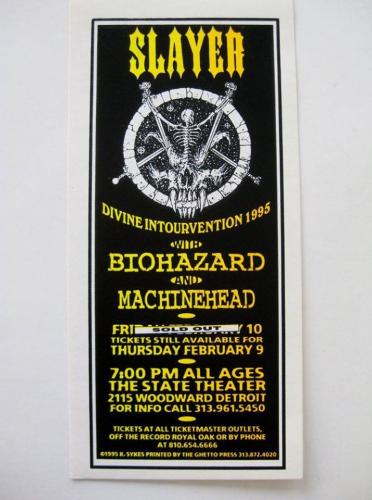 SLAYER
DIVINE INTOURVENTION 1995
WITH
BIOHAZARD
AND
MACHINEHEAD
FRI SOLD OUT 10
TICKETS STILL AVAILABLE FOR
THURSDAY FEBRUARY 9
7:00 PM ALL AGES
THE STATE THEATER
2115 WOODWARD DETROIT
FOR INFO CALL 313.961.5450
TICKETS AT ALL TICKETMASTER OUTLETS,
OFF THE RECORD ROYAL OAK OR BY PHONE
AT 810.654.6666
©1995 K. SYKES PRINTED BY THE GHETTO PRESS 313.872.4020